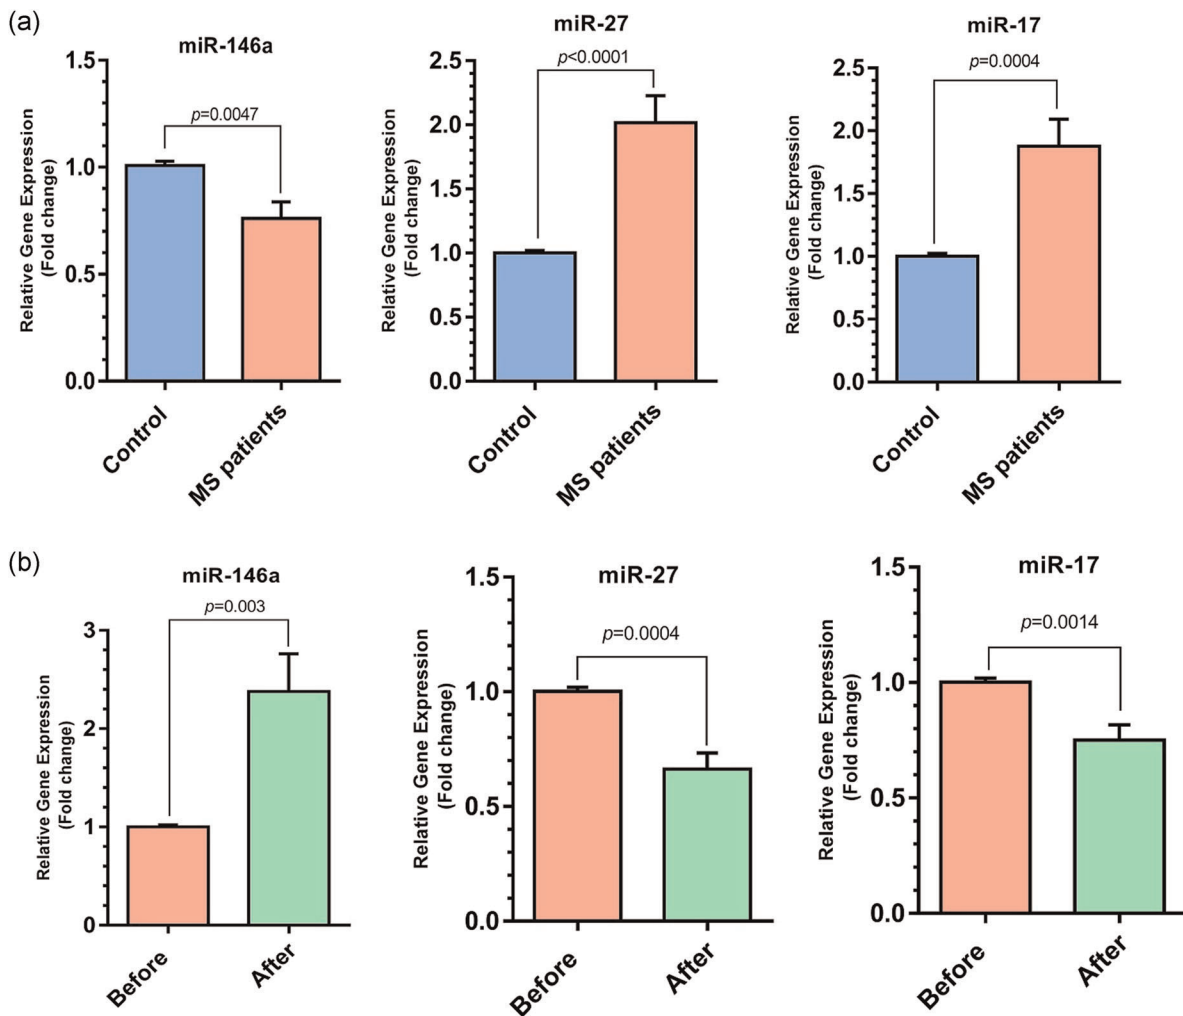 (a)
miR-146a
p=0.0047
Relative Gene Expression
(Fold change)
1.5
1.0
0.5
0.0
Control
MS patients
miR-27
p<0.0001
Relative Gene Expression
(Fold change)
2.5
2.0
1.5
1.0
0.5
0.0
Control
MS patients
miR-17
p=0.0004
Relative Gene Expression
(Fold change)
2.5
2.0
1.5
1.0
0.5
0.0
Control
MS patients
(b)
miR-146a
p=0.003
Relative Gene Expression
(Fold change)
3
2
1
0
Before
After
miR-27
p=0.0004
Relative Gene Expression
(Fold change)
1.5
1.0
0.5
0.0
Before
After
miR-17
p=0.0014
Relative Gene Expression
(Fold change)
1.5
1.0
0.5
0.0
Before
After